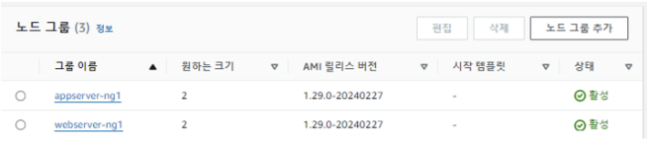 노드 그룹 (3) 정보
편집 삭제 노드 그룹 추가
그룹 이름 원하는 크기 AMI 릴리스 버전 시작 템플릿 상태
appserver-ng1 2 1.29.0-20240227 - 활성
webserver-ng1 2 1.29.0-20240227 - 활성